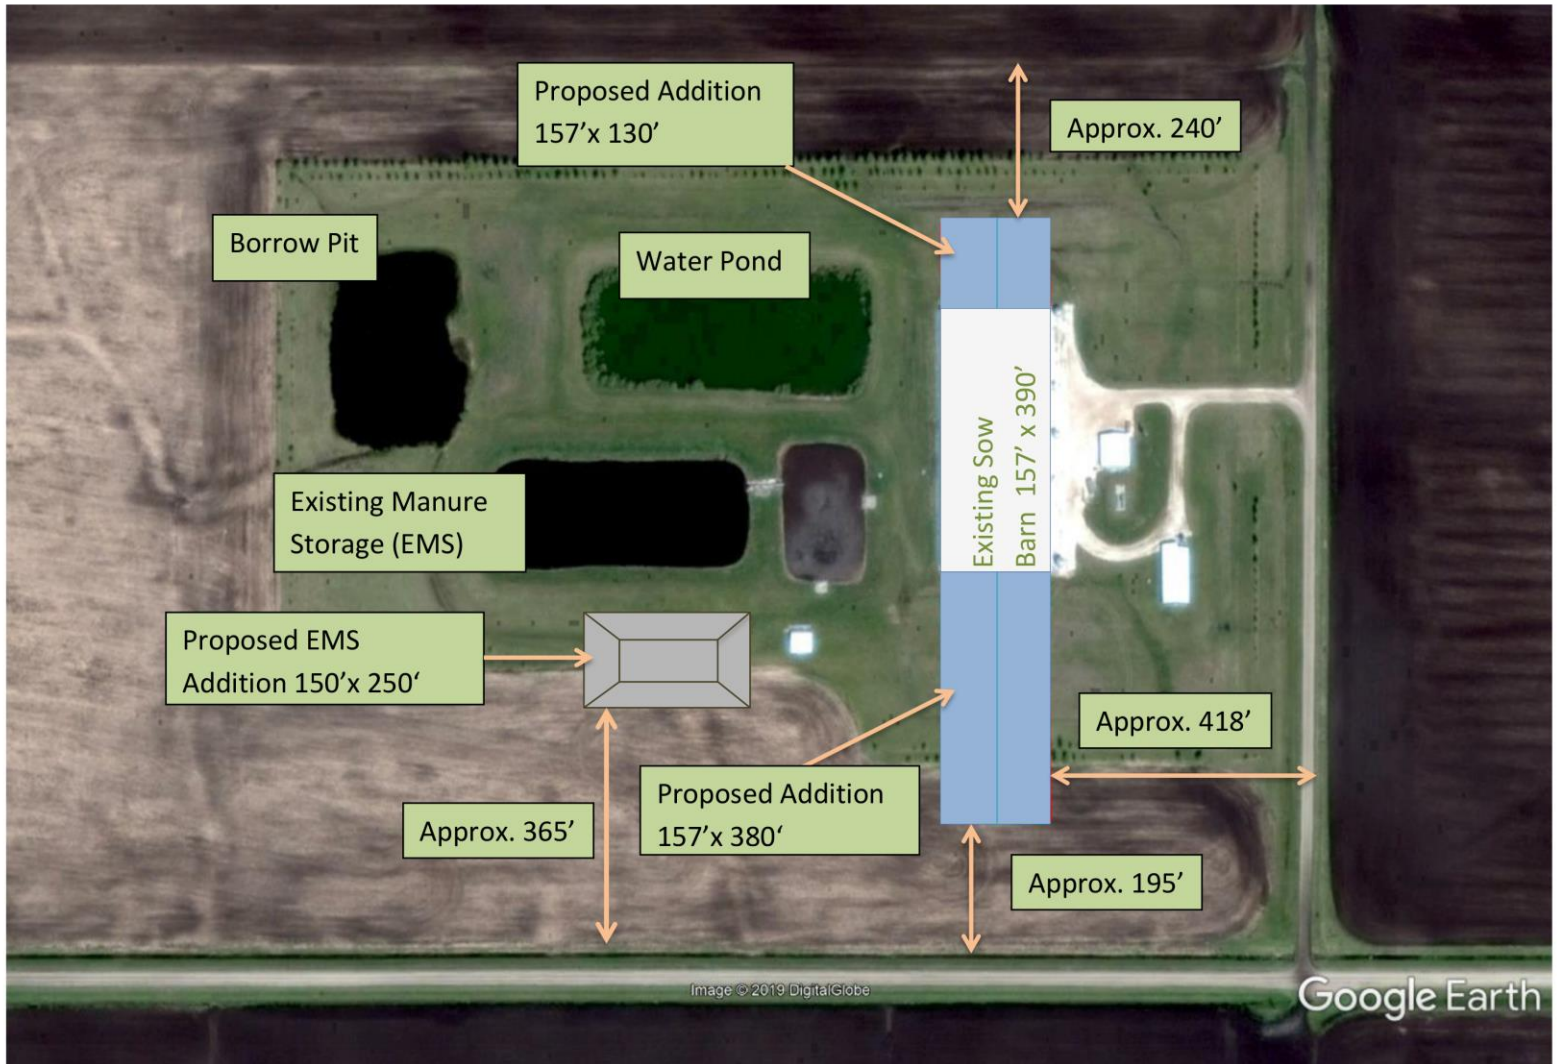 Proposed Addition
157’x 130’
Approx. 240’
Borrow Pit
Water Pond
Existing Sow
Barn  157’ x 390’
Existing Manure
Storage (EMS)
Proposed EMS
Addition 150’x 250‘
Approx. 418’
Proposed Addition
157’x 380‘
Approx. 365’
Approx. 195’
Image © 2019 DigitalGlobe
Google Earth